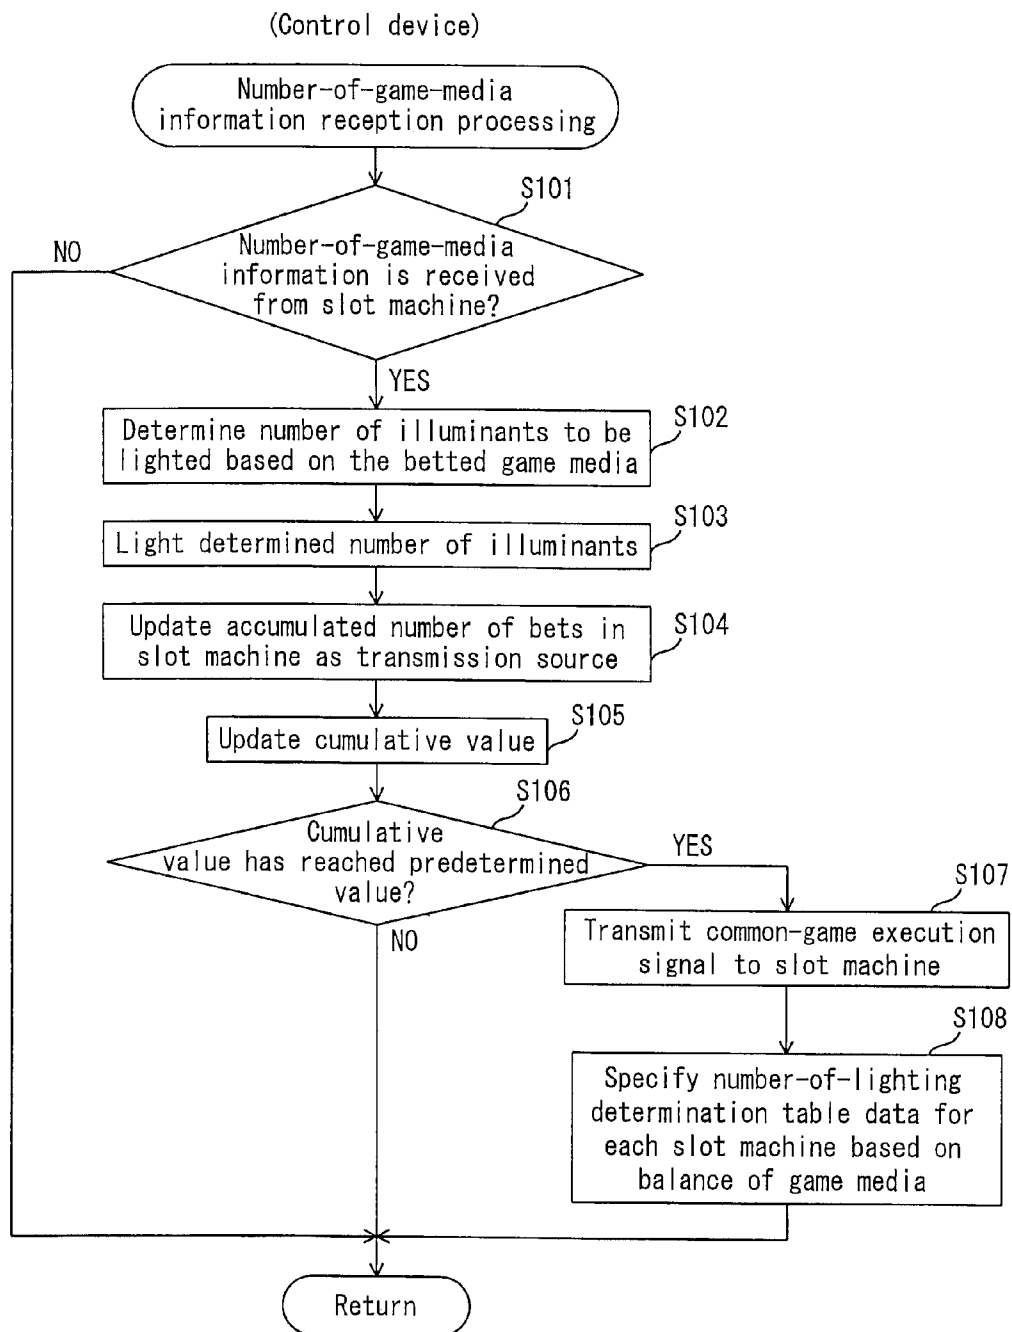 (Control device)
Number-of-game-media
information reception processing
S101
NO
Number-of-game-media
information is received
from slot machine?
YES
S102
Determine number of illuminants to be
lighted based on the betted game media
S103
Light determined number of illuminants
S104
Update accumulated number of bets in
slot machine as transmission source
S105
Update cumulative value
S106
Cumulative
value has reached predetermined
value?
YES
NO
S107
Transmit common-game execution
signal to slot machine
S108
Specify number-of-lighting
determination table data for
each slot machine based on
balance of game media
Return